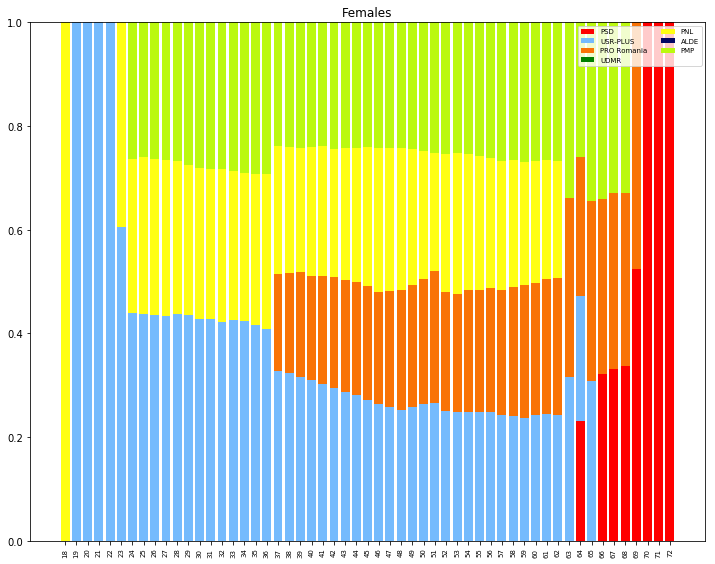 Females
PSD PNL
USR-PLUS ALDE
PRO Romania PMP
UDMR
1.0
0.8
0.6
0.4
0.2
0.0
18 19 20 21 22 23 24 25 26 27 28 29 30 31 32 33 34 35 36 37 38 39 40 41 42 43 44 45 46 47 48 49 50 51 52 53 54 55 56 57 58 59 60 61 62 63 64 65 66 67 68 69 70 71 72